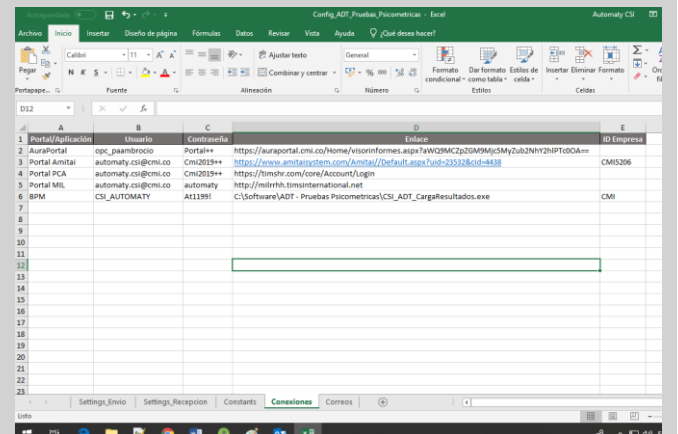 Autoguardado
Config_ADT_Pruebas_Psicometricas - Excel
Automaty CSI
Archivo Inicio Insertar Diseño de página Fórmulas Datos Revisar Vista Ayuda ¿Qué desea hacer?
Pegar
Calibri 11
N K S
Ajustar texto
Combinar y centrar
General
% 000
Formato condicional
Dar formato como tabla
Estilos de celda
Insertar Eliminar Formato
Portapape... Fuente Alineación Número Estilos Celdas
D12 fx
A B C D E
1 Portal/Aplicación Usuario Contraseña Enlace ID Empresa
2 AuraPortal opc_paambrocio Portal++ https://auraportal.cmi.co/Home/visorinformes.aspx?aWQ9MCZpZGM9Mjc5MyZub2NhY2hlPTc0OA==
3 Portal Amitai automaty.csi@cmi.co Cmi2019++ https://www.amitaisystem.com/Amitai//Default.aspx?uid=23532&cid=4438 CMI5206
4 Portal PCA automaty.csi@cmi.co Cmi2019++ https://timshr.com/core/Account/Login
5 Portal MIL automaty.csi@cmi.co automaty http://milrrhh.timsinternational.net
6 BPM CSI_AUTOMATY At1199! C:\Software\ADT - Pruebas Psicometricas\CSI_ADT_CargaResultados.exe CMI
7
8
9
10
11
12
13
14
15
16
17
18
19
20
21
22
23
Settings_Envio Settings_Recepcion Constants Conexiones Correos
Listo